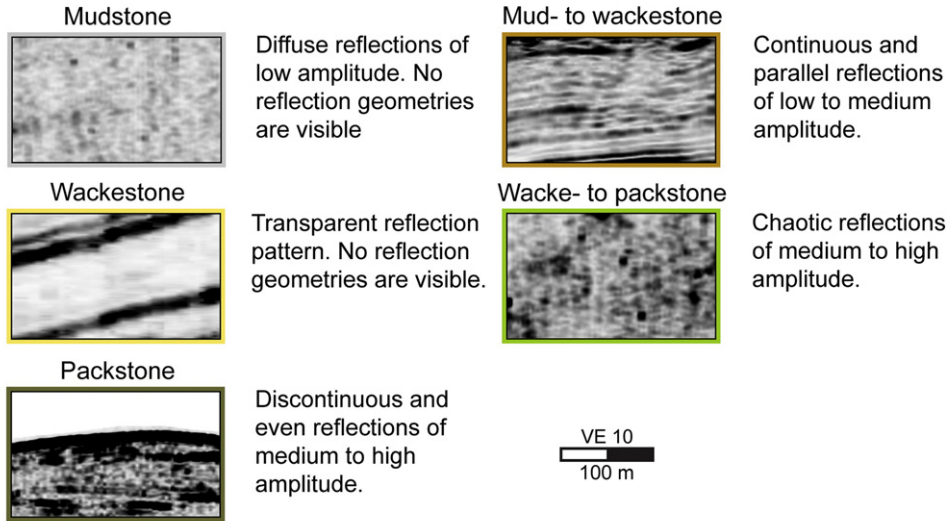 Mudstone
Diffuse reflections of
low amplitude. No
reflection geometries
are visible
Mud- to wackestone
Continuous and
parallel reflections
of low to medium
amplitude.
Wackestone
Transparent reflection
pattern. No reflection
geometries are visible.
Wacke- to packstone
Chaotic reflections
of medium to high
amplitude.
Packstone
Discontinuous and
even reflections of
medium to high
amplitude.
VE 10
100 m